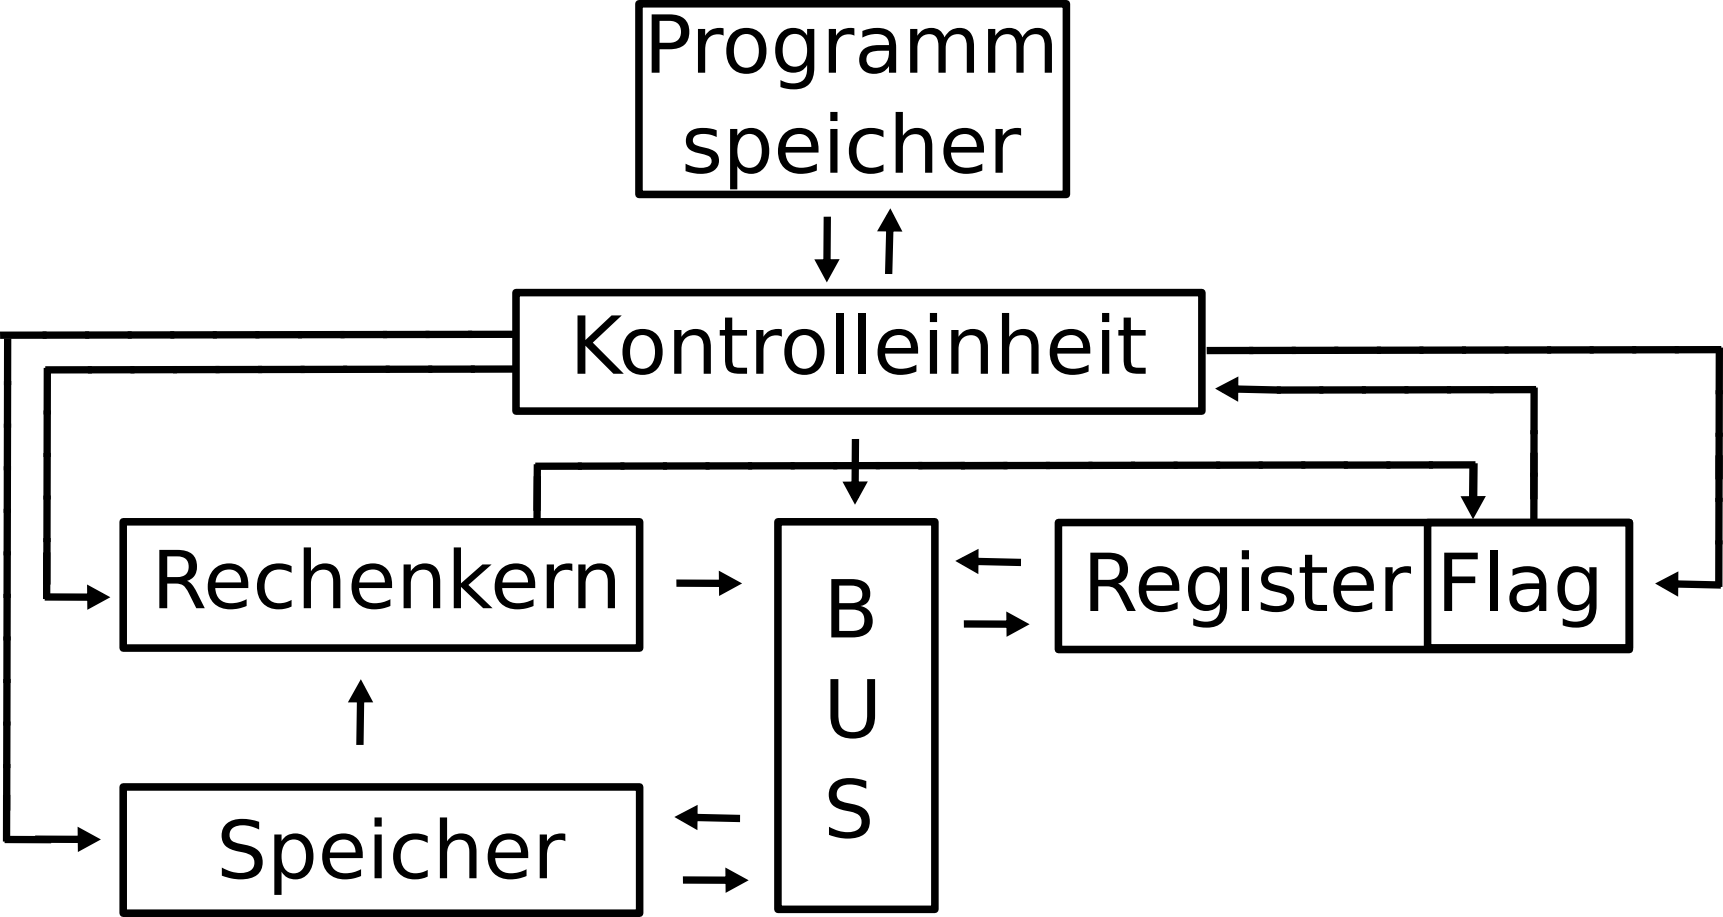 Programm
speicher
Kontrolleinheit
Rechenkern
B
U
S
Register
Flag
Speicher